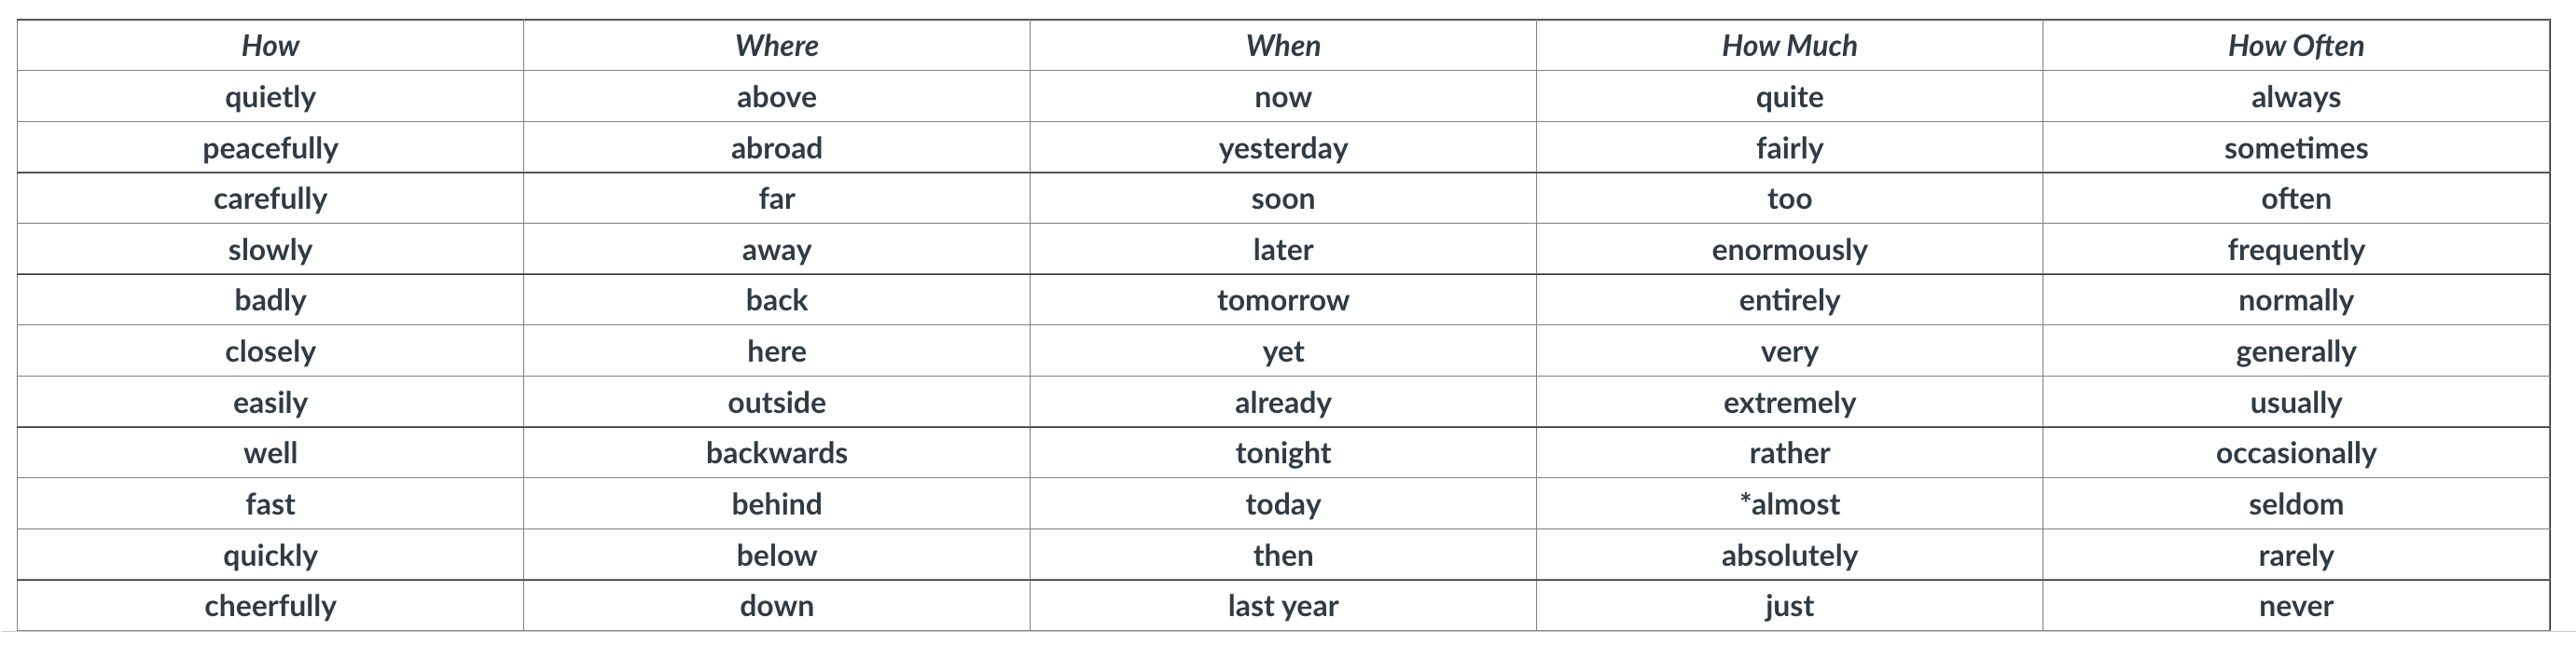 How Where When How Much How Often
quietly above now quite always
peacefully abroad yesterday fairly sometimes
carefully far soon too often
slowly away later enormously frequently
badly back tomorrow entirely normally
closely here yet very generally
easily outside already extremely usually
well backwards tonight rather occasionally
fast behind today *almost seldom
quickly below then absolutely rarely
cheerfully down last year just never